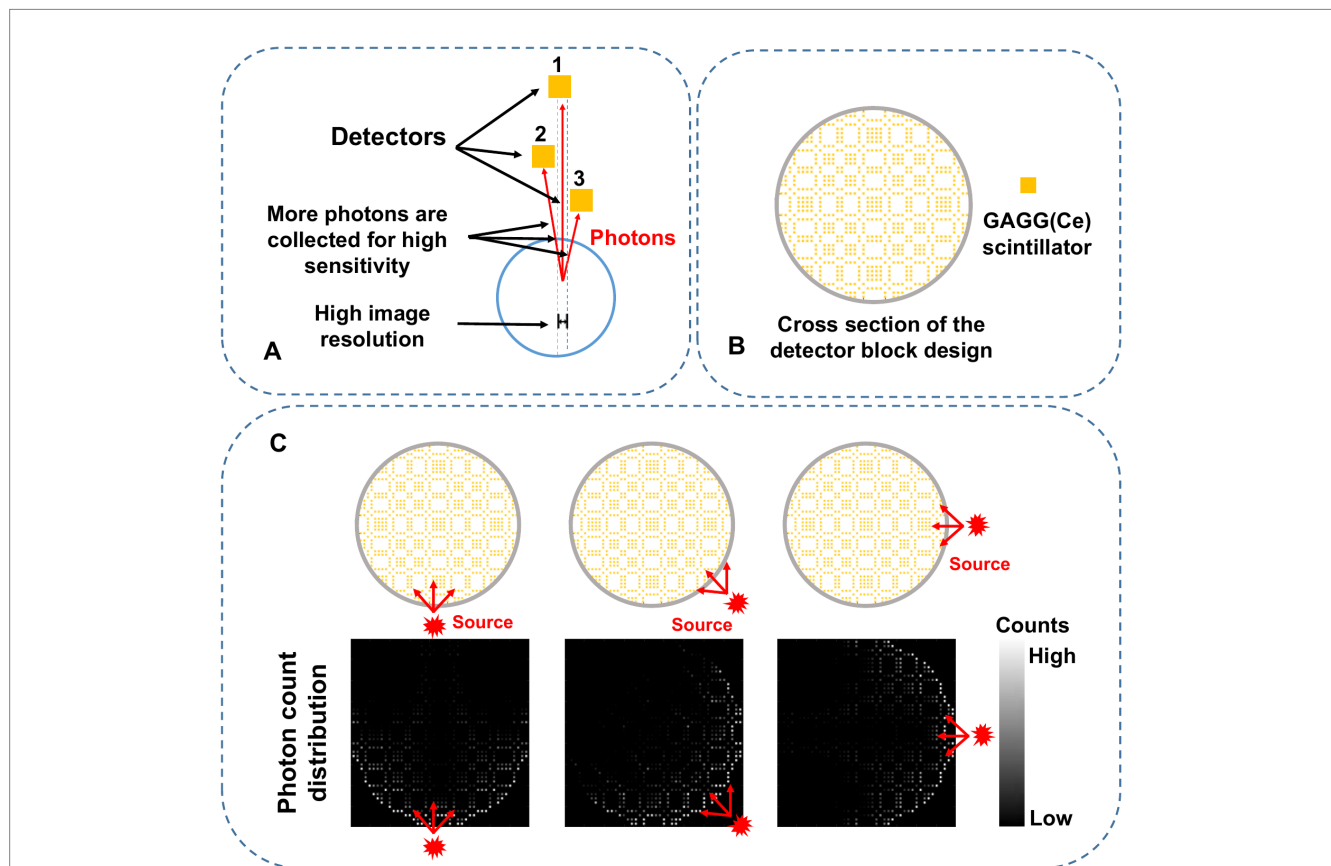 1
Detectors
2
3
More photons are
collected for high
sensitivity
Photons
High image
resolution
A
GAGG(Ce)
scintillator
Cross section of the
detector block design
B
C
Source
Source
Source
Counts
High
Low
Photon count
distribution